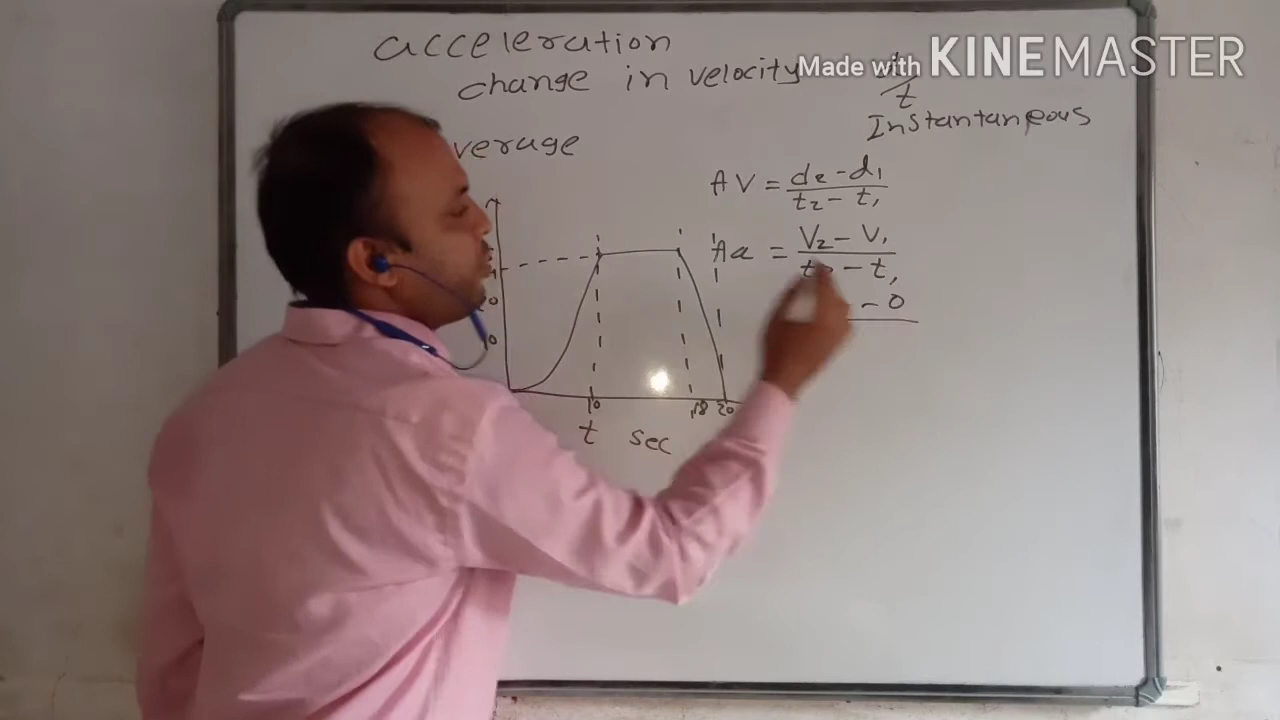 acceleration
change in velocity
Made with KINEMASTER
t
Instantaneous
verage
AV = d2 - d1
t2 - t1
Aa = V2 - V1
t2 - t1
- 0
10
18 20
t sec